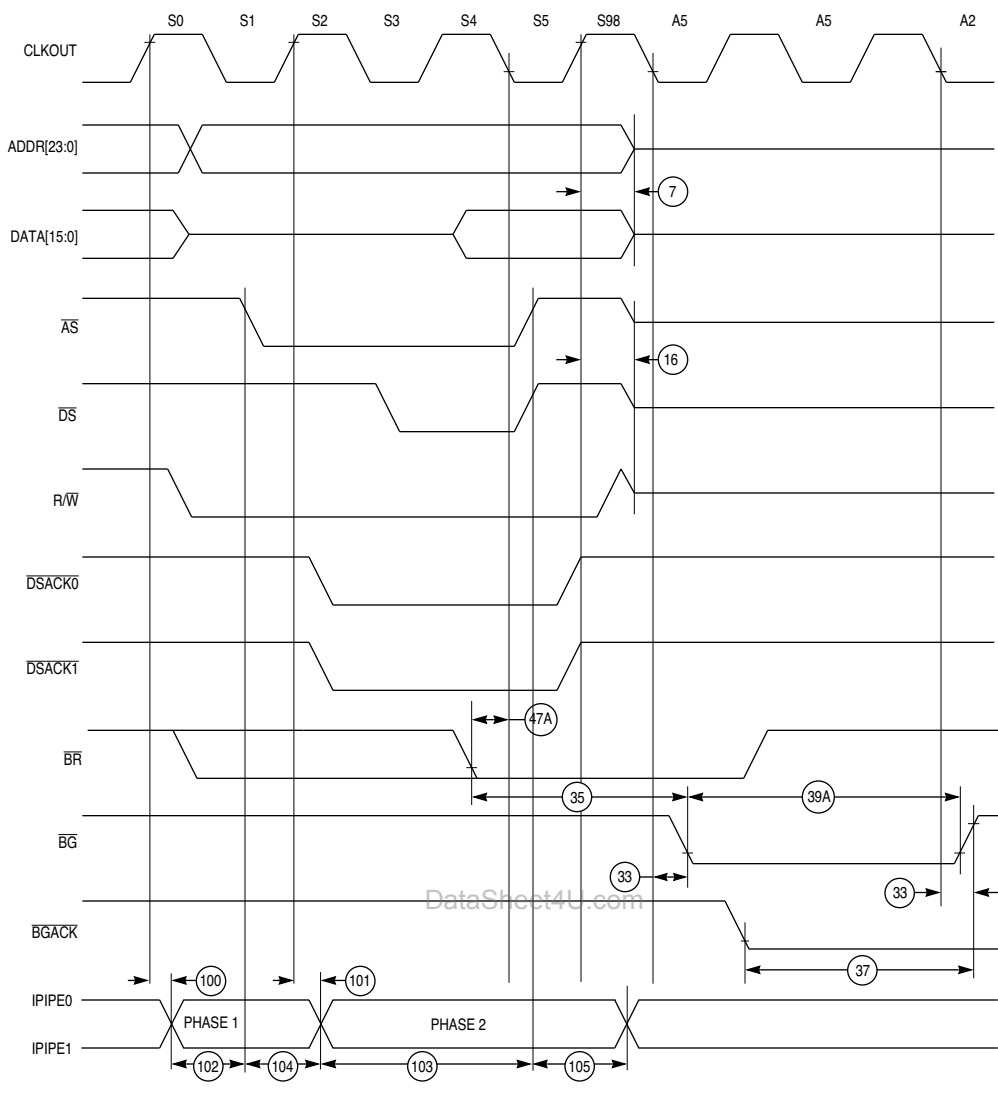 S0 S1 S2 S3 S4 S5 S98 A5 A5 A2
CLKOUT
ADDR[23:0]
7
DATA[15:0]
AS
16
DS
R/W
DSACK0
DSACK1
47A
BR
35 39A
BG
33 33
DataSheet4U.com
BGACK
37
100 101
IPIPE0
PHASE 1 PHASE 2
IPIPE1
102 104 103 105